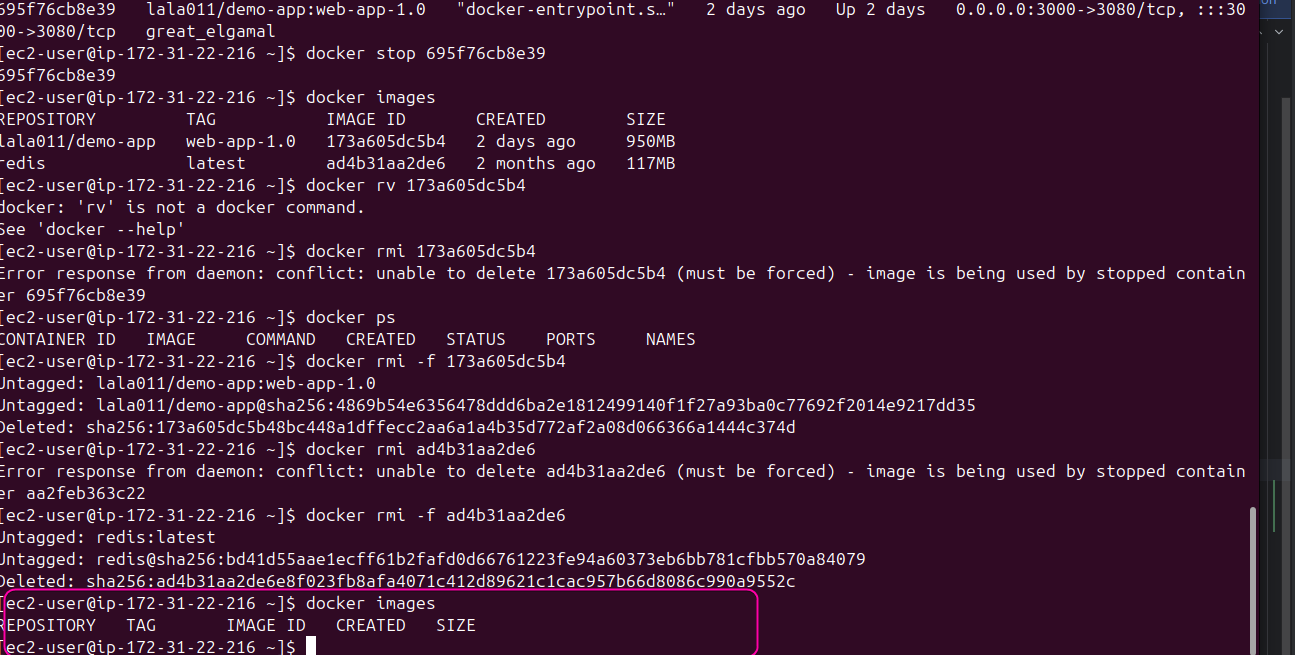 695f76cb8e39   lala011/demo-app:web-app-1.0   "docker-entrypoint.s…"   2 days ago   Up 2 days   0.0.0.0:3000->3080/tcp, :::30
00->3080/tcp   great_elgamal
[ec2-user@ip-172-31-22-216 ~]$ docker stop 695f76cb8e39
695f76cb8e39
[ec2-user@ip-172-31-22-216 ~]$ docker images
REPOSITORY         TAG           IMAGE ID       CREATED        SIZE
lala011/demo-app   web-app-1.0   173a605dc5b4   2 days ago     950MB
redis              latest        ad4b31aa2de6   2 months ago   117MB
[ec2-user@ip-172-31-22-216 ~]$ docker rv 173a605dc5b4
docker: 'rv' is not a docker command.
See 'docker --help'
[ec2-user@ip-172-31-22-216 ~]$ docker rmi 173a605dc5b4
Error response from daemon: conflict: unable to delete 173a605dc5b4 (must be forced) - image is being used by stopped contain
er 695f76cb8e39
[ec2-user@ip-172-31-22-216 ~]$ docker ps
CONTAINER ID   IMAGE     COMMAND   CREATED   STATUS    PORTS     NAMES
[ec2-user@ip-172-31-22-216 ~]$ docker rmi -f 173a605dc5b4
Untagged: lala011/demo-app:web-app-1.0
Untagged: lala011/demo-app@sha256:4869b54e6356478ddd6ba2e1812499140f1f27a93ba0c77692f2014e9217dd35
Deleted: sha256:173a605dc5b48bc448a1dffecc2aa6a1a4b35d772af2a08d066366a1444c374d
[ec2-user@ip-172-31-22-216 ~]$ docker rmi ad4b31aa2de6
Error response from daemon: conflict: unable to delete ad4b31aa2de6 (must be forced) - image is being used by stopped contain
er aa2feb363c22
[ec2-user@ip-172-31-22-216 ~]$ docker rmi -f ad4b31aa2de6
Untagged: redis:latest
Untagged: redis@sha256:bd41d55aae1ecff61b2fafd0d66761223fe94a60373eb6bb781cfbb570a84079
Deleted: sha256:ad4b31aa2de6e8f023fb8afa4071c412d89621c1cac957b66d8086c990a9552c
[ec2-user@ip-172-31-22-216 ~]$ docker images
REPOSITORY   TAG       IMAGE ID   CREATED   SIZE
[ec2-user@ip-172-31-22-216 ~]$